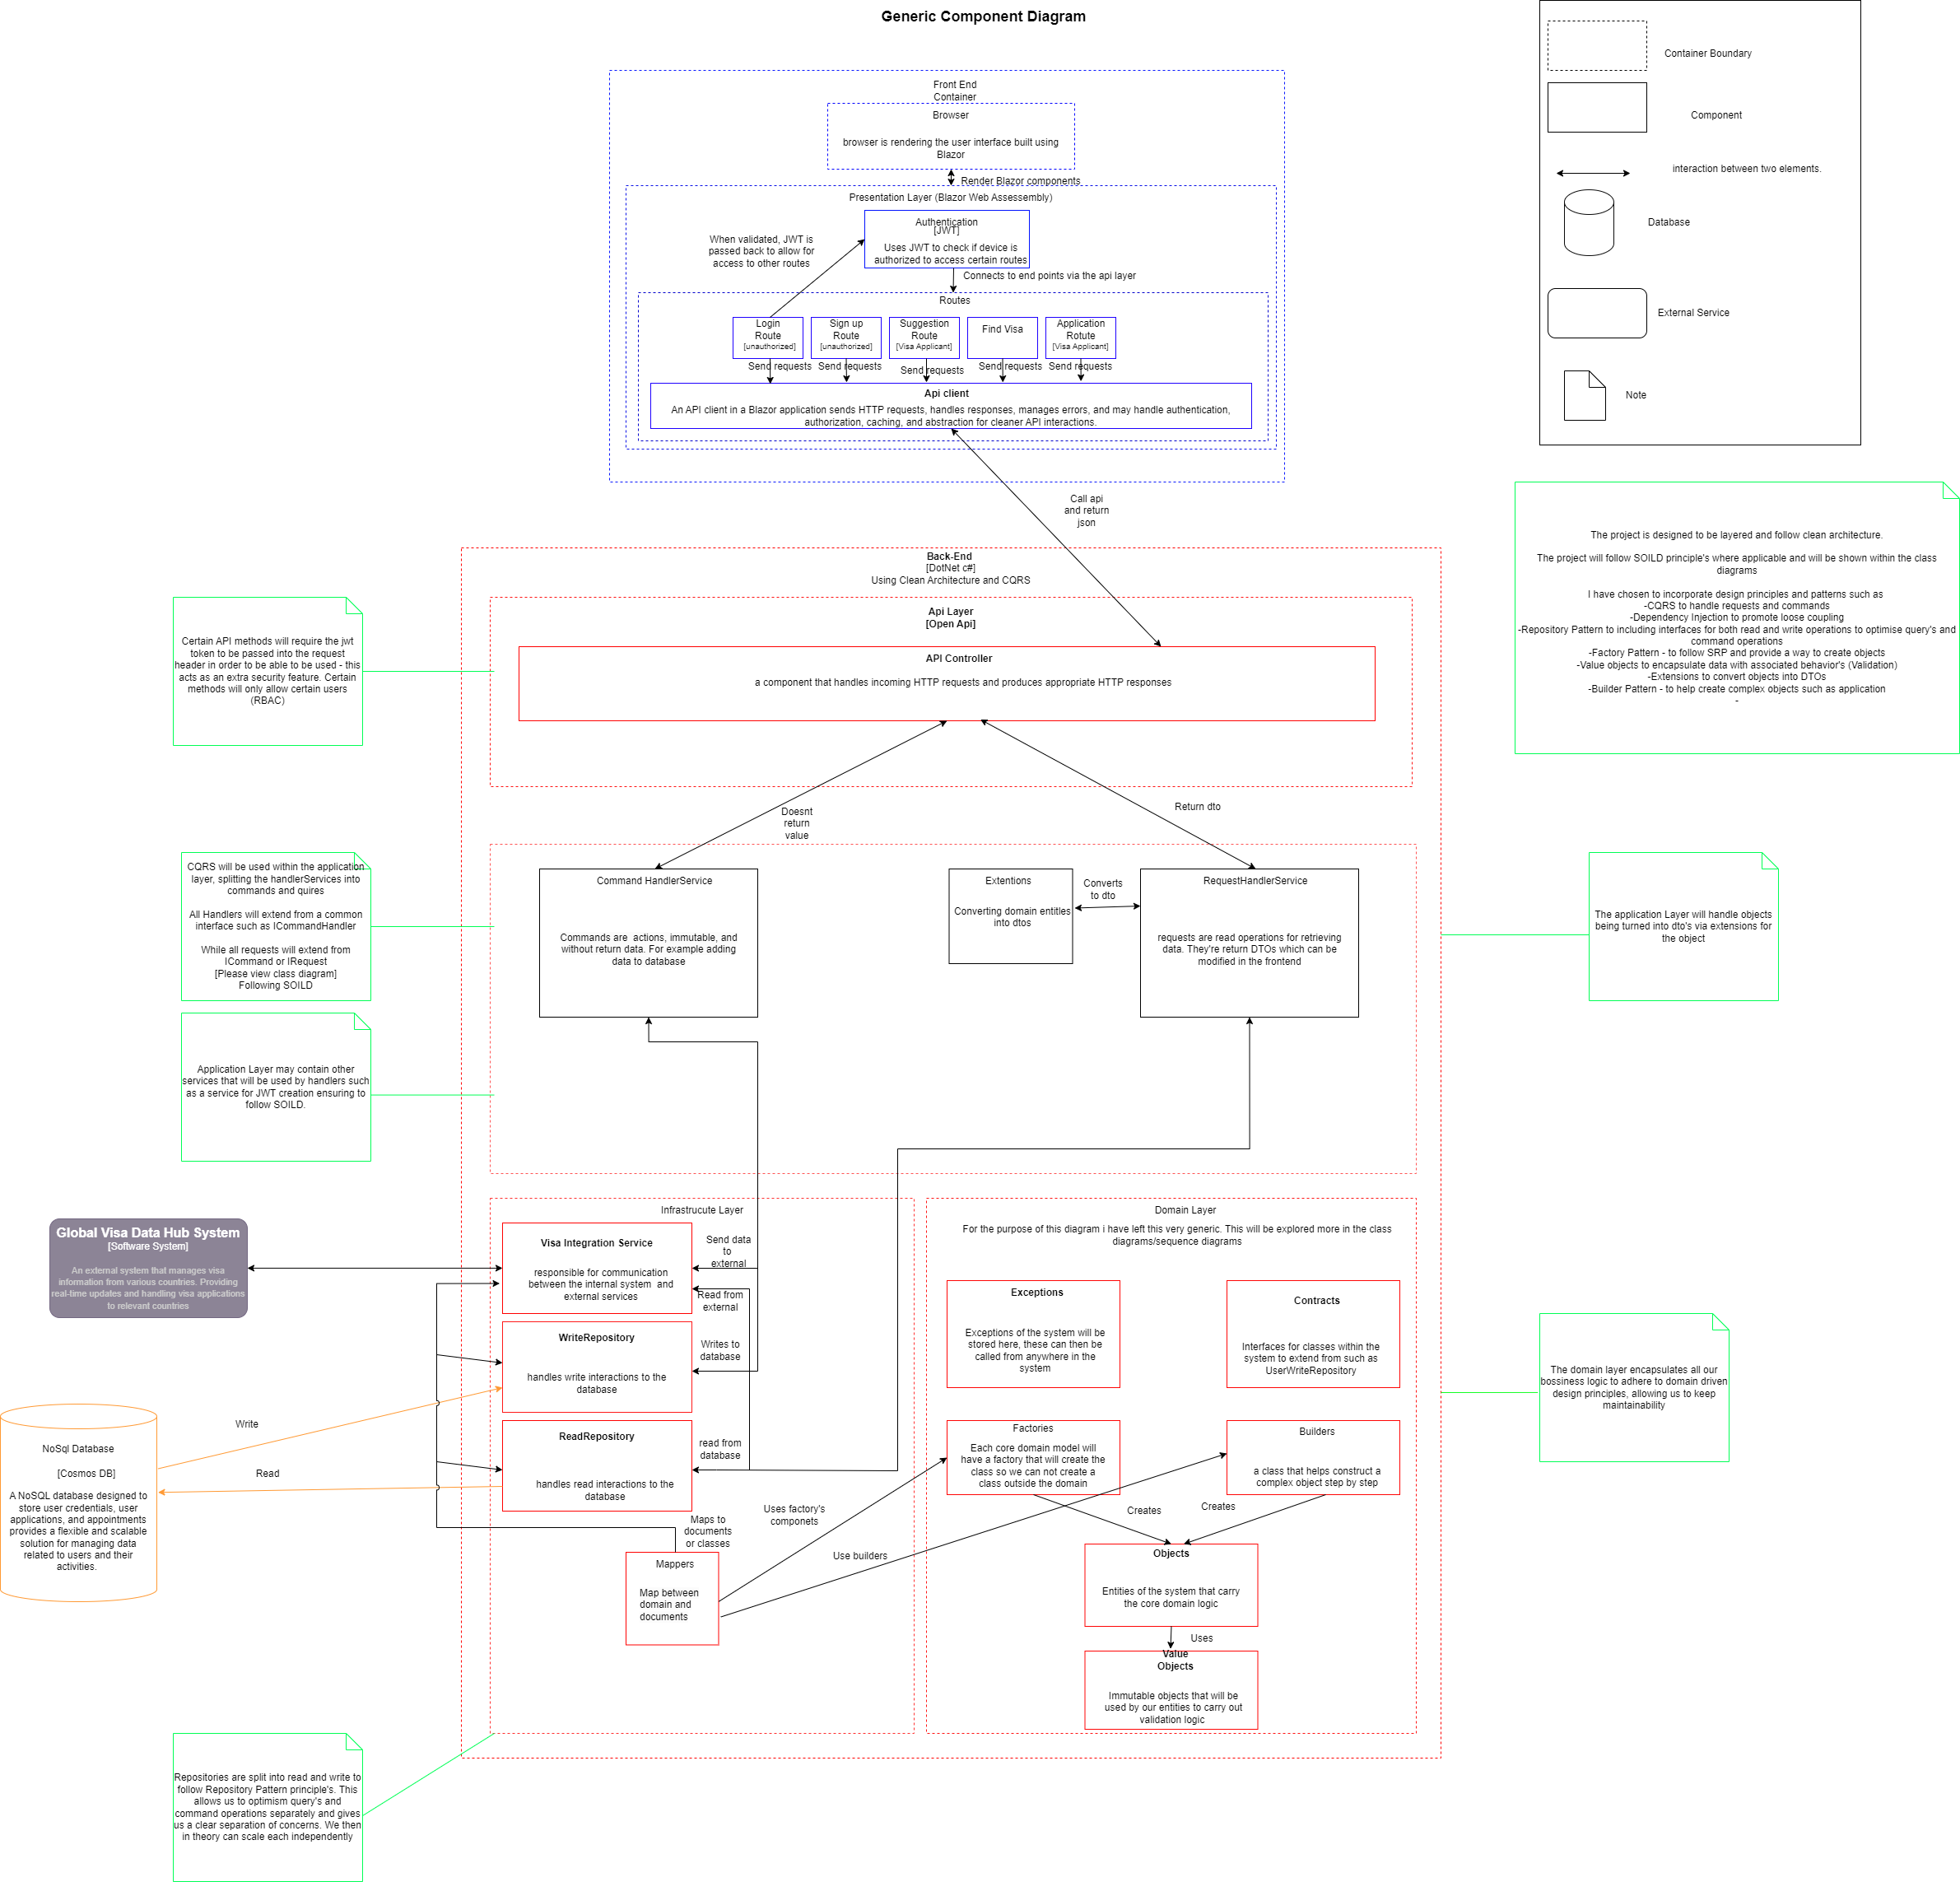 Generic Component Diagram
Container Boundary
Component
interaction between two elements.
Database
External Service
Note
Front End
Container
Browser
browser is rendering the user interface built using
Blazor
Render Blazor components
Presentation Layer (Blazor Web Assessembly)
Authentication
[JWT]
Uses JWT to check if device is
authorized to access certain routes
When validated, JWT is
passed back to allow for
access to other routes
Connects to end points via the api layer
Routes
Login
Route
[unauthorized]
Sign up
Route
[unauthorized]
Suggestion
Route
[Visa Applicant]
Find Visa
Application
Rotute
[Visa Applicant]
Send requests
Send requests
Send requests
Send requests
Send requests
Api client
An API client in a Blazor application sends HTTP requests, handles responses, manages errors, and may handle authentication,
authorization, caching, and abstraction for cleaner API interactions.
Call api
and return
json
The project is designed to be layered and follow clean architecture.
The project will follow SOILD principle's where applicable and will be shown within the class
diagrams
I have chosen to incorporate design principles and patterns such as
-CQRS to handle requests and commands
-Dependency Injection to promote loose coupling
-Repository Pattern to including interfaces for both read and write operations to optimise query's and
command operations
-Factory Pattern - to follow SRP and provide a way to create objects
-Value objects to encapsulate data with associated behavior's (Validation)
-Extensions to convert objects into DTOs
-Builder Pattern - to help create complex objects such as application
-
Back-End
[DotNet c#]
Using Clean Architecture and CQRS
Api Layer
[Open Api]
API Controller
a component that handles incoming HTTP requests and produces appropriate HTTP responses
Certain API methods will require the jwt
token to be passed into the request
header in order to be able to be used - this
acts as an extra security feature. Certain
methods will only allow certain users
(RBAC)
Doesnt
return
value
Return dto
CQRS will be used within the application
layer, splitting the handlerServices into
commands and quires
All Handlers will extend from a common
interface such as ICommandHandler
While all requests will extend from
ICommand or IRequest
[Please view class diagram]
Following SOILD
Command HandlerService
Commands are  actions, immutable, and
without return data. For example adding
data to database
Extentions
Converting domain entities
into dtos
Converts
to dto
RequestHandlerService
requests are read operations for retrieving
data. They're return DTOs which can be
modified in the frontend
The application Layer will handle objects
being turned into dto's via extensions for
the object
Application Layer may contain other
services that will be used by handlers such
as a service for JWT creation ensuring to
follow SOILD.
Global Visa Data Hub System
[Software System]
An external system that manages visa
information from various countries. Providing
real-time updates and handling visa applications
to relevant countries
Infrastrucute Layer
Visa Integration Service
responsible for communication
between the internal system  and
external services
Send data
to
external
Read from
external
WriteRepository
handles write interactions to the
database
Writes to
database
ReadRepository
handles read interactions to the
database
read from
database
Write
Read
NoSql Database
[Cosmos DB]
A NoSQL database designed to
store user credentials, user
applications, and appointments
provides a flexible and scalable
solution for managing data
related to users and their
activities.
Maps to
documents
or classes
Mappers
Map between
domain and
documents
Uses factory's
componets
Use builders
Domain Layer
For the purpose of this diagram i have left this very generic. This will be explored more in the class
diagrams/sequence diagrams
Exceptions
Exceptions of the system will be
stored here, these can then be
called from anywhere in the
system
Contracts
Interfaces for classes within the
system to extend from such as
UserWriteRepository
Factories
Each core domain model will
have a factory that will create the
class so we can not create a
class outside the domain
Builders
a class that helps construct a
complex object step by step
Creates
Creates
Objects
Entities of the system that carry
the core domain logic
Uses
Value
Objects
Immutable objects that will be
used by our entities to carry out
validation logic
The domain layer encapsulates all our
bossiness logic to adhere to domain driven
design principles, allowing us to keep
maintainability
Repositories are split into read and write to
follow Repository Pattern principle's. This
allows us to optimism query's and
command operations separately and gives
us a clear separation of concerns. We then
in theory can scale each independently